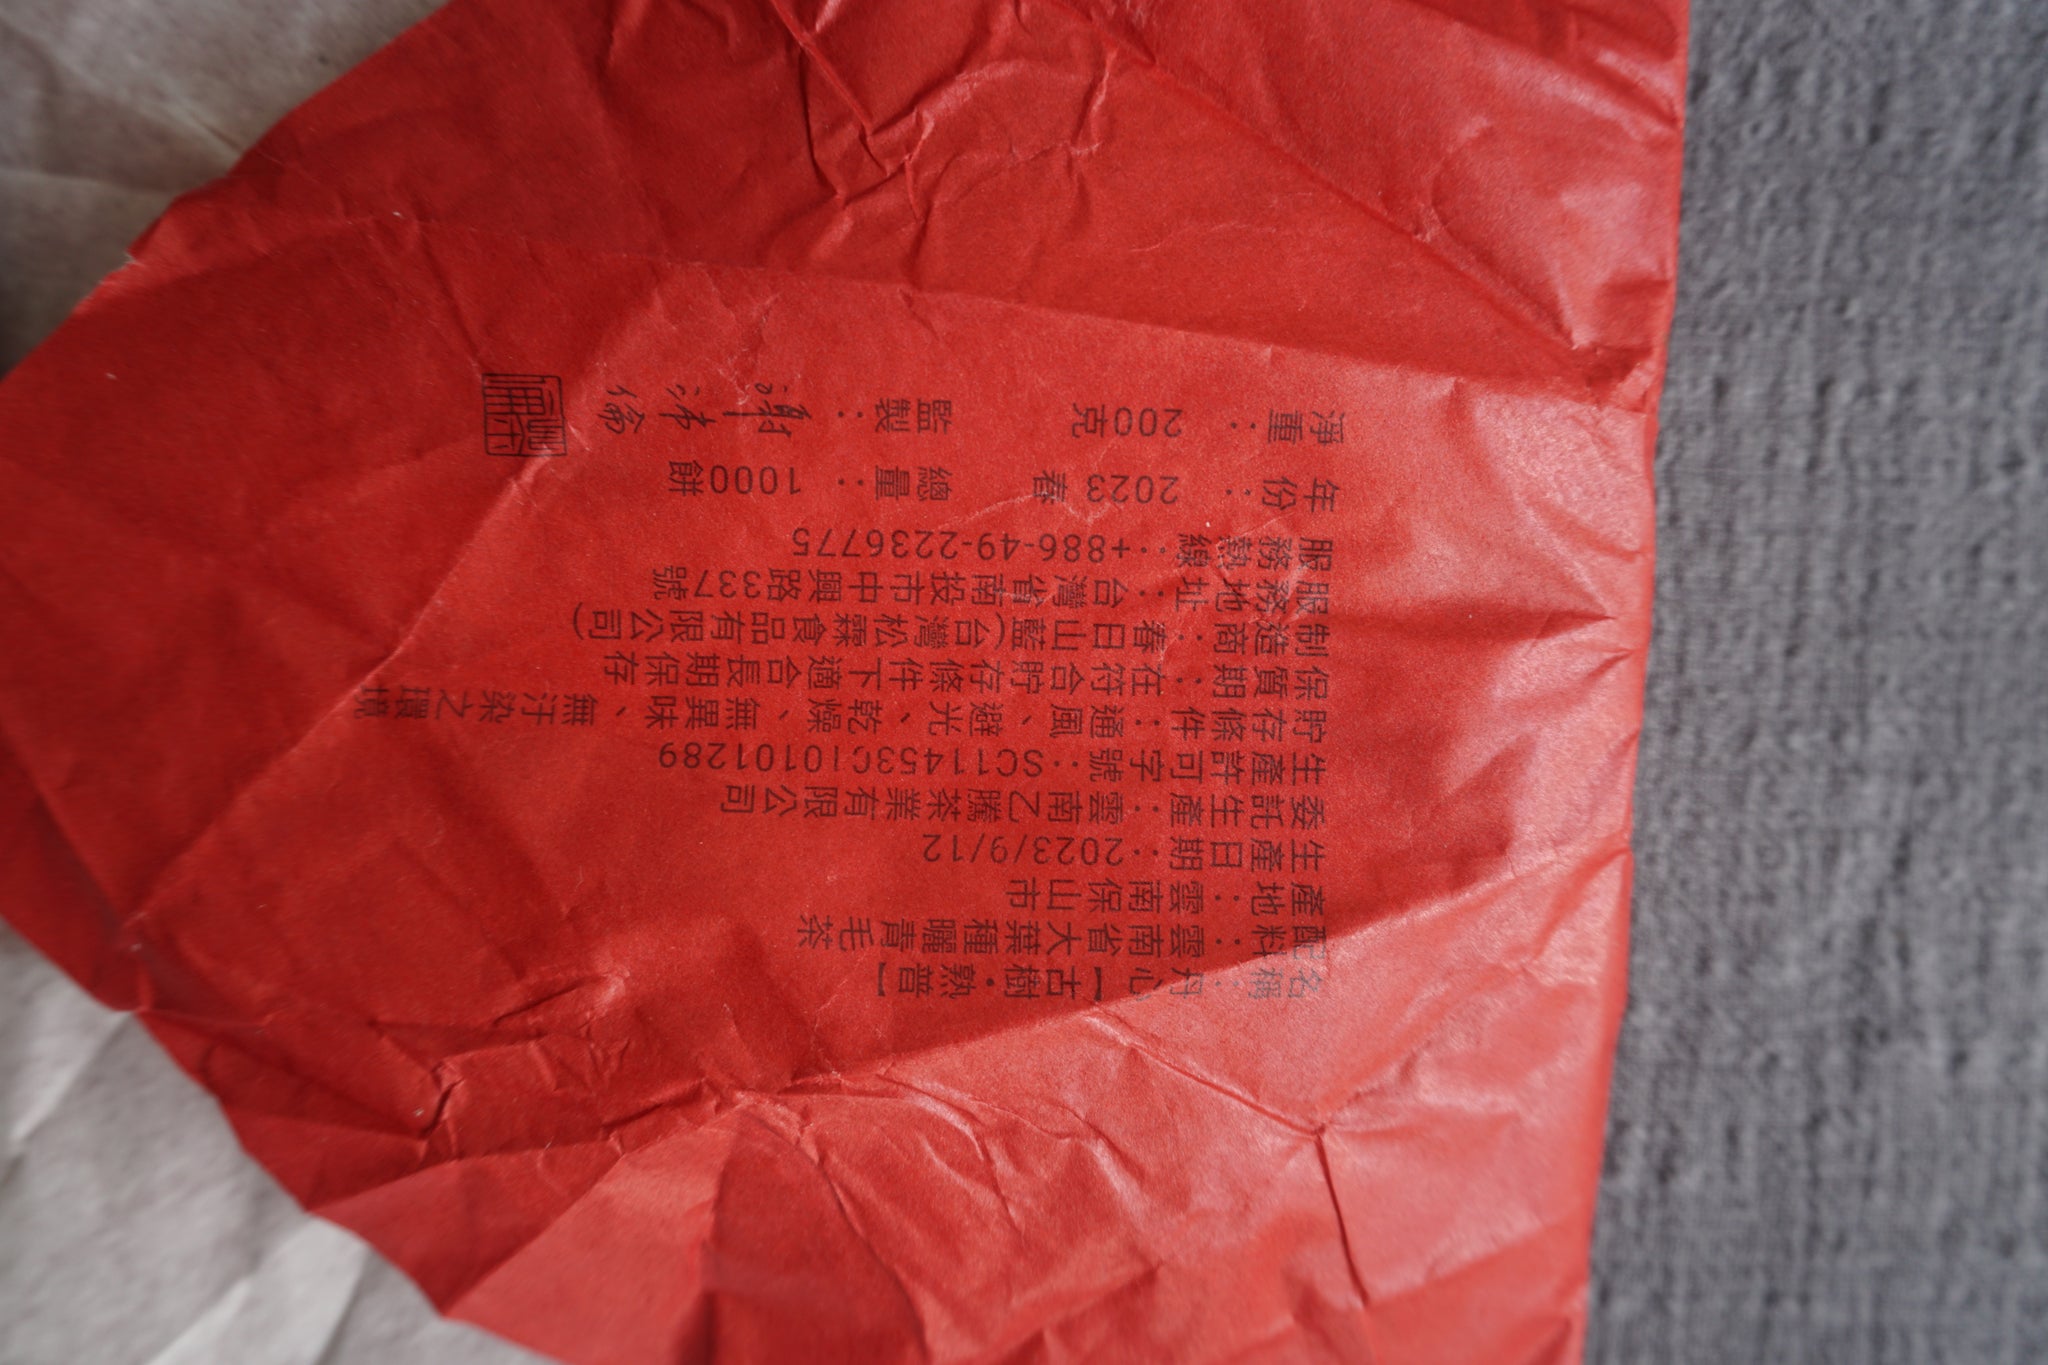 名稱：丹心【古樹・熟普】
配料：雲南省大葉種曬青毛茶
產地：雲南保山市
生產日期：2023/9/12
委託生產：雲南乙騰茶業有限公司
生產許可字號：SC11453C10101289
貯存條件：通風、避光、乾燥、無異味、無汙染之環境
保質期：在符合貯存條件下適合長期保存
制造商：春日山藍(台灣松霖食品有限公司)
服務地址：台灣省南投市中興路337號
服務熱線：+886-49-2236775
年份：2023 春 總量：1000餅
淨重：200克 監製：謝沛倫